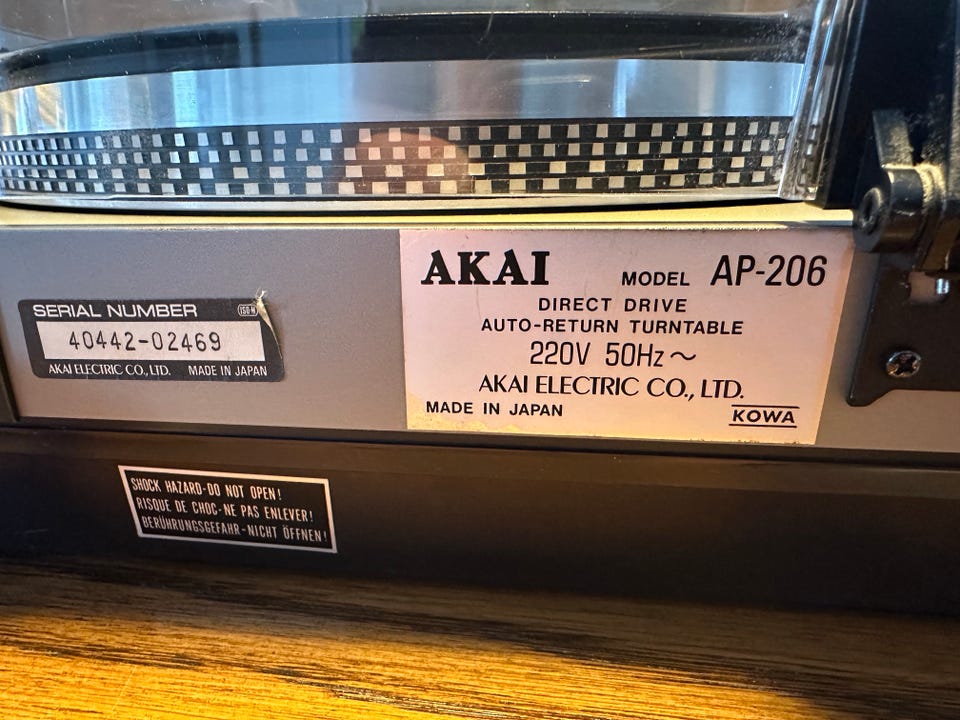 SERIAL NUMBER
40442-02469
AKAI ELECTRIC CO., LTD. MADE IN JAPAN
AKAI MODEL AP-206
DIRECT DRIVE
AUTO-RETURN TURNTABLE
220V 50Hz ~
AKAI ELECTRIC CO., LTD.
MADE IN JAPAN KOWA
SHOCK HAZARD-DO NOT OPEN!
RISQUE DE CHOC-NE PAS ENLEVER!
BERÜHRUNGSGEFAHR-NICHT ÖFFNEN!